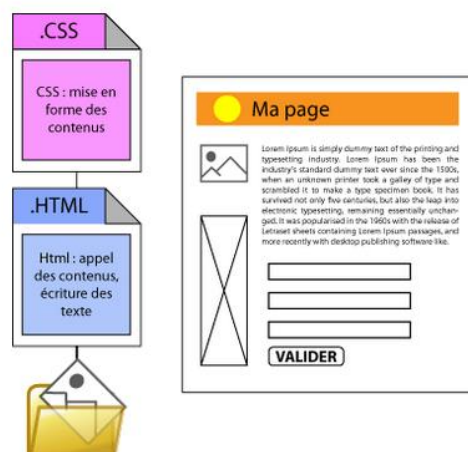 .CSS
CSS : mise en
forme des
contenus
.HTML
Html : appel
des contenus,
écriture des
texte
Ma page
Lorem Ipsum is simply dummy text of the printing and
typesetting industry. Lorem Ipsum has been the
industry's standard dummy text ever since the 1500s,
when an unknown printer took a galley of type and
scrambled it to make a type specimen book. It has
survived not only five centuries, but also the leap into
electronic typesetting, remaining essentially unchan-
ged. It was popularised in the 1960s with the release of
Letraset sheets containing Lorem Ipsum passages, and
more recently with desktop publishing software like.
VALIDER